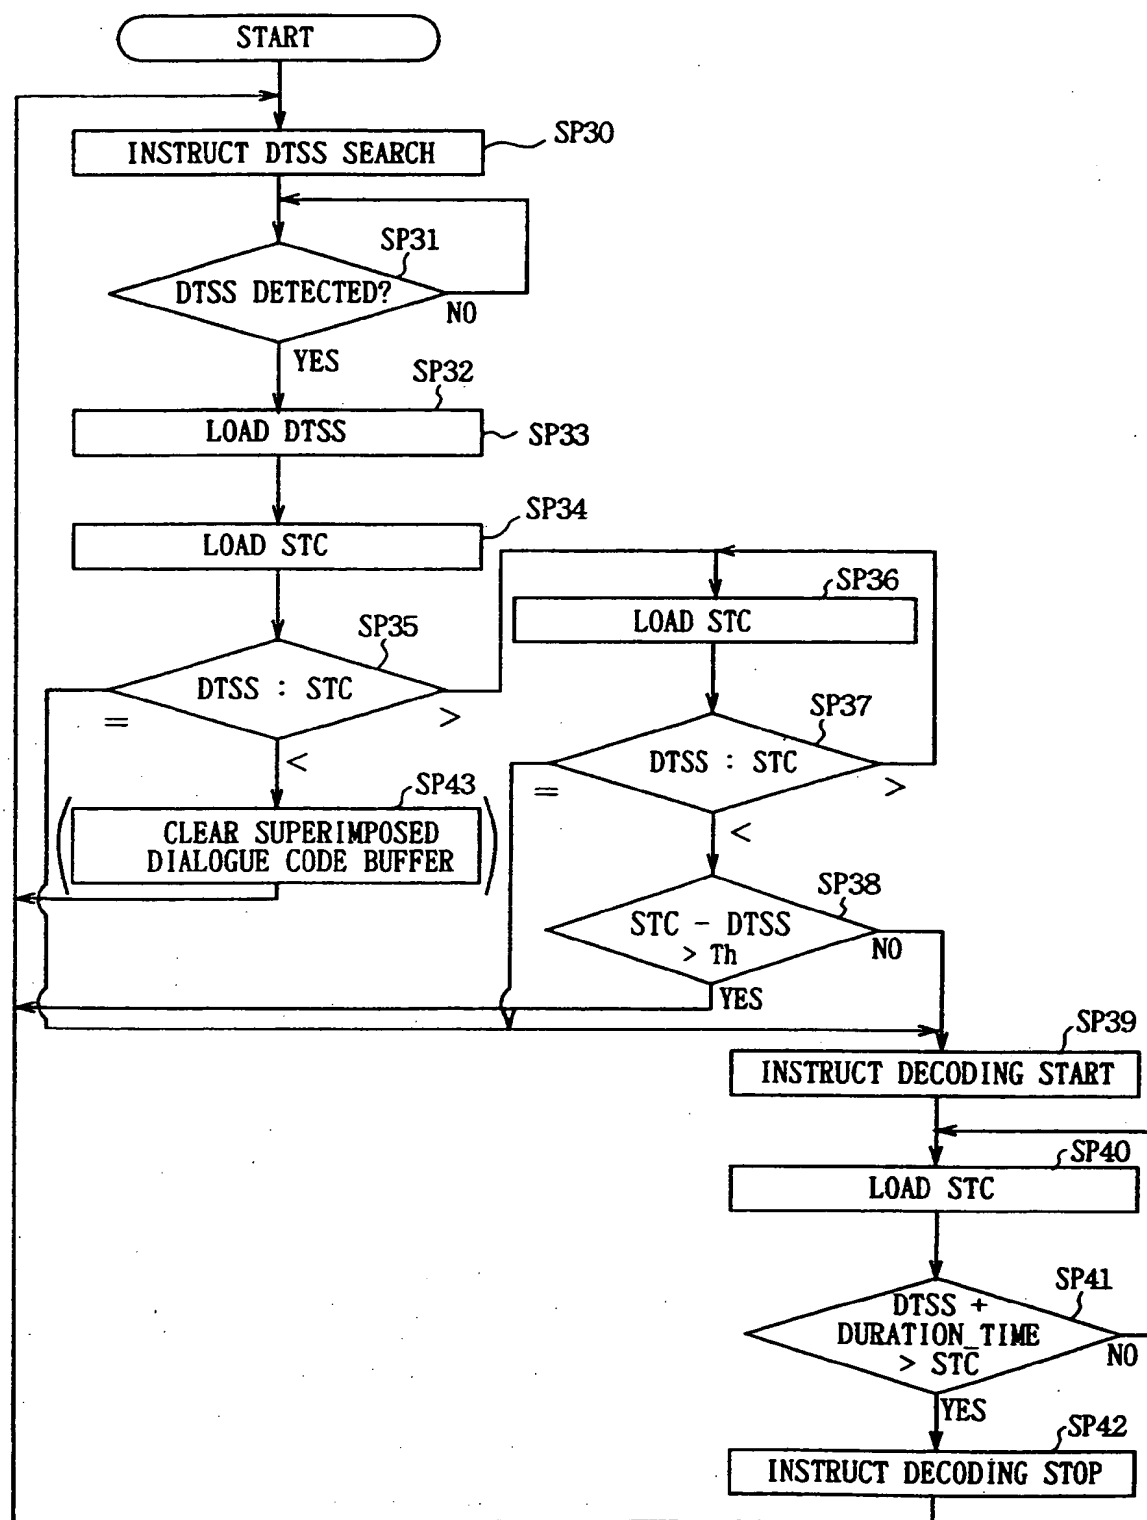 START
SP30
INSTRUCT DTSS SEARCH
SP31
DTSS DETECTED?
NO
YES
SP32
LOAD DTSS
SP33
SP34
LOAD STC
SP36
LOAD STC
SP35
DTSS : STC
=
>
<
SP37
DTSS : STC
=
>
<
SP43
CLEAR SUPERIMPOSED
DIALOGUE CODE BUFFER
SP38
STC - DTSS
> Th
NO
YES
SP39
INSTRUCT DECODING START
SP40
LOAD STC
SP41
DTSS +
DURATION_TIME
> STC
NO
YES
SP42
INSTRUCT DECODING STOP